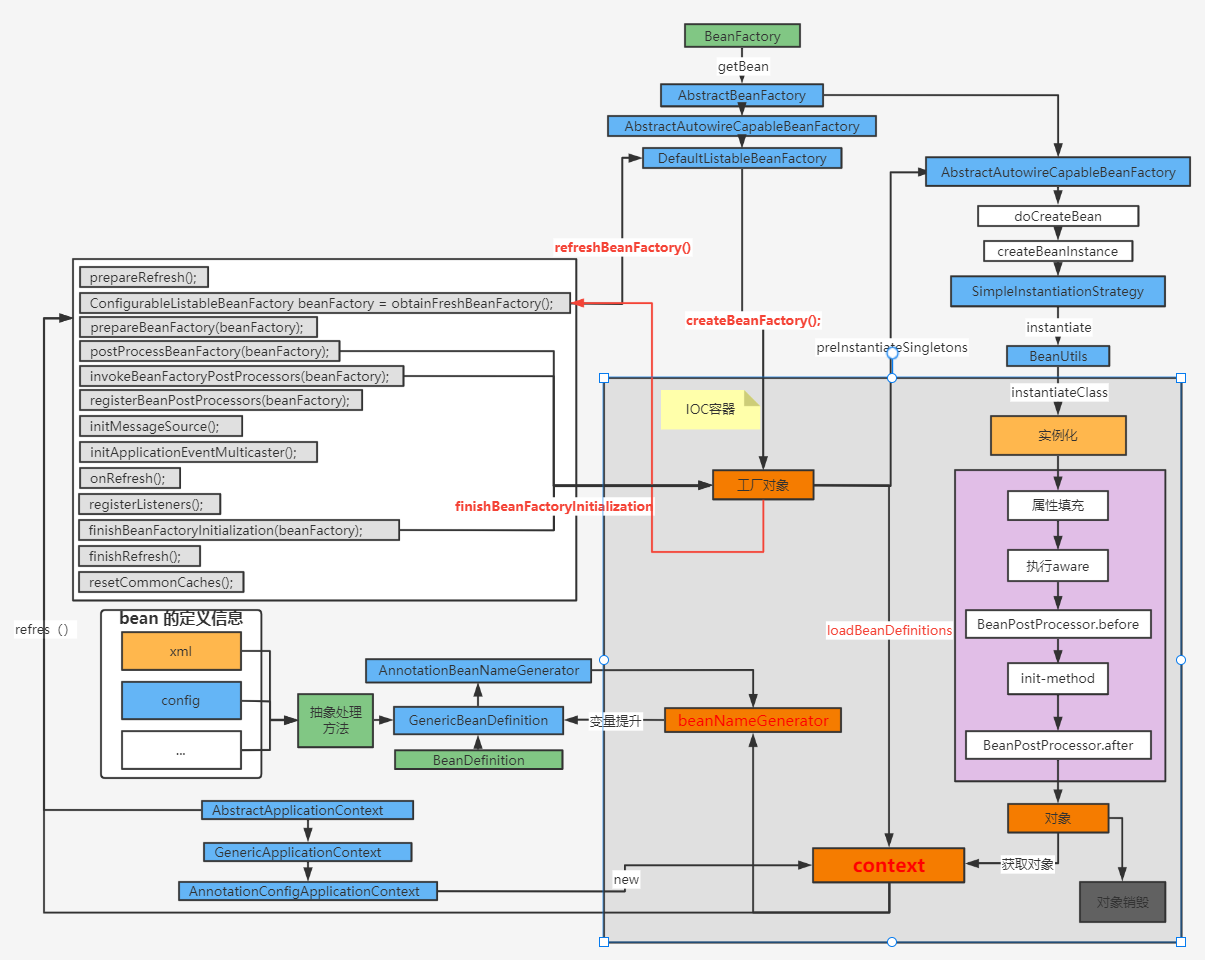 BeanFactory
getBean
AbstractBeanFactory
AbstractAutowireCapableBeanFactory
DefaultListableBeanFactory
AbstractAutowireCapableBeanFactory
doCreateBean
createBeanInstance
SimpleInstantiationStrategy
instantiate
BeanUtils
instantiateClass
实例化
属性填充
执行aware
BeanPostProcessor.before
init-method
BeanPostProcessor.after
对象
获取对象
对象销毁
refreshBeanFactory()
createBeanFactory();
preInstantiateSingletons
prepareRefresh();
ConfigurableListableBeanFactory beanFactory = obtainFreshBeanFactory();
prepareBeanFactory(beanFactory);
postProcessBeanFactory(beanFactory);
invokeBeanFactoryPostProcessors(beanFactory);
registerBeanPostProcessors(beanFactory);
initMessageSource();
initApplicationEventMulticaster();
onRefresh();
registerListeners();
finishBeanFactoryInitialization(beanFactory);
finishRefresh();
resetCommonCaches();
IOC容器
工厂对象
finishBeanFactoryInitialization
loadBeanDefinitions
refres（）
bean 的定义信息
xml
config
...
抽象处理
方法
AnnotationBeanNameGenerator
GenericBeanDefinition
BeanDefinition
变量提升
beanNameGenerator
AbstractApplicationContext
GenericApplicationContext
AnnotationConfigApplicationContext
new
context